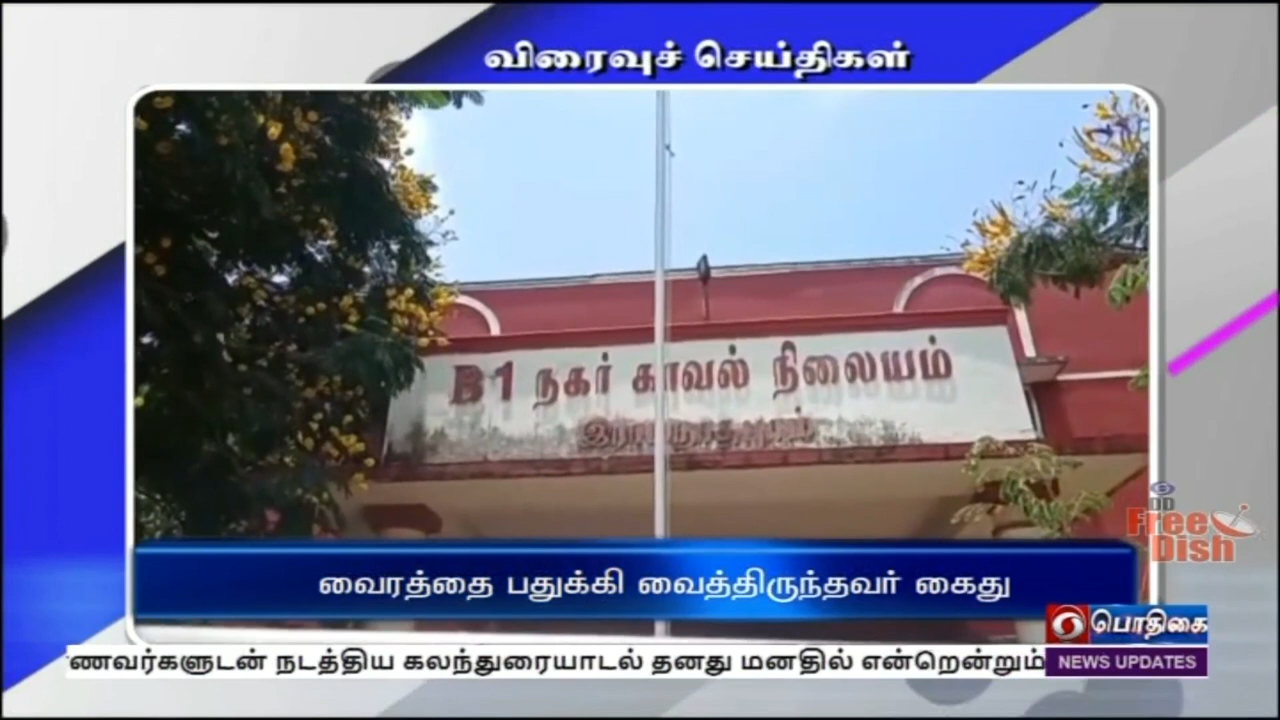 விரைவுச் செய்திகள்
B1 நகர் காவல் நிலையம்
வைரத்தை பதுக்கி வைத்திருந்தவர் கைது
DD
Free Dish
பொதிகை
NEWS UPDATES
ணவர்களுடன் நடத்திய கலந்துரையாடல் தனது மனதில் என்றென்றும்